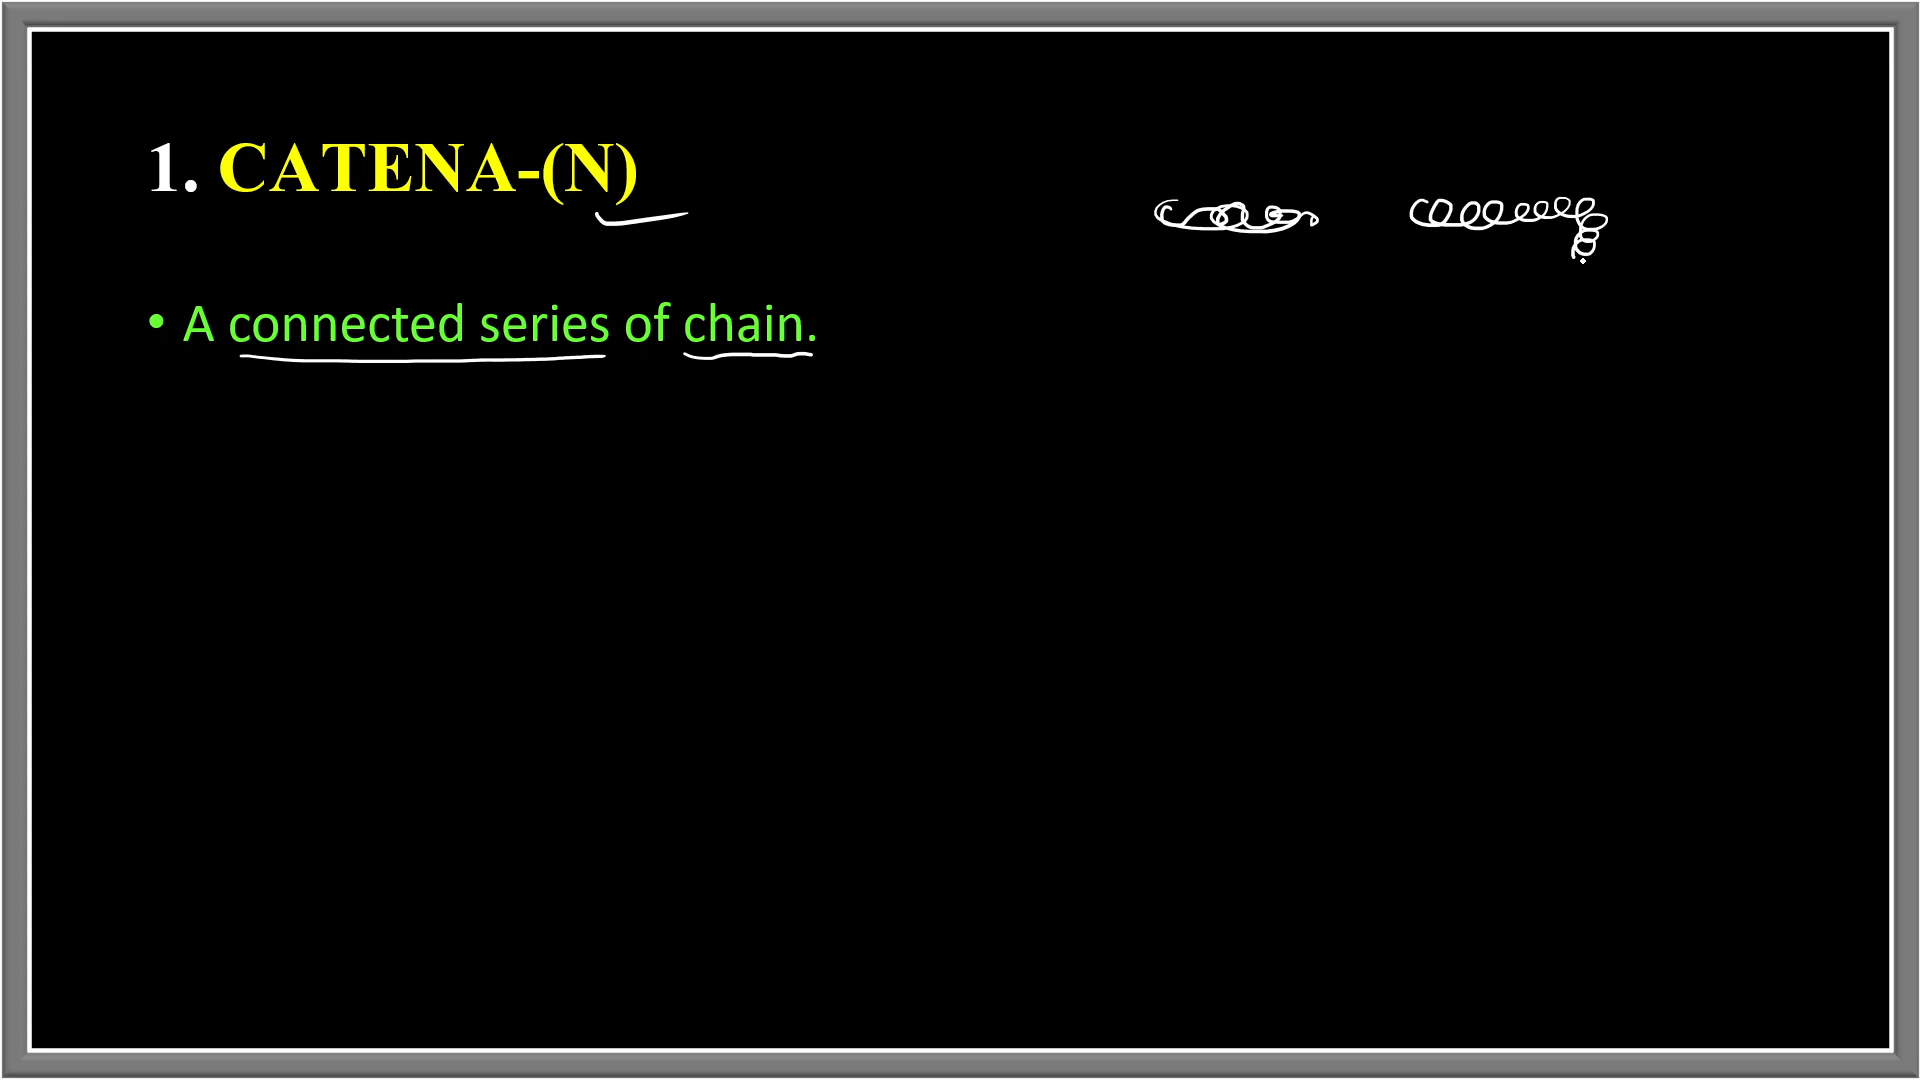 1. CATENA-(N)
• A connected series of chain.